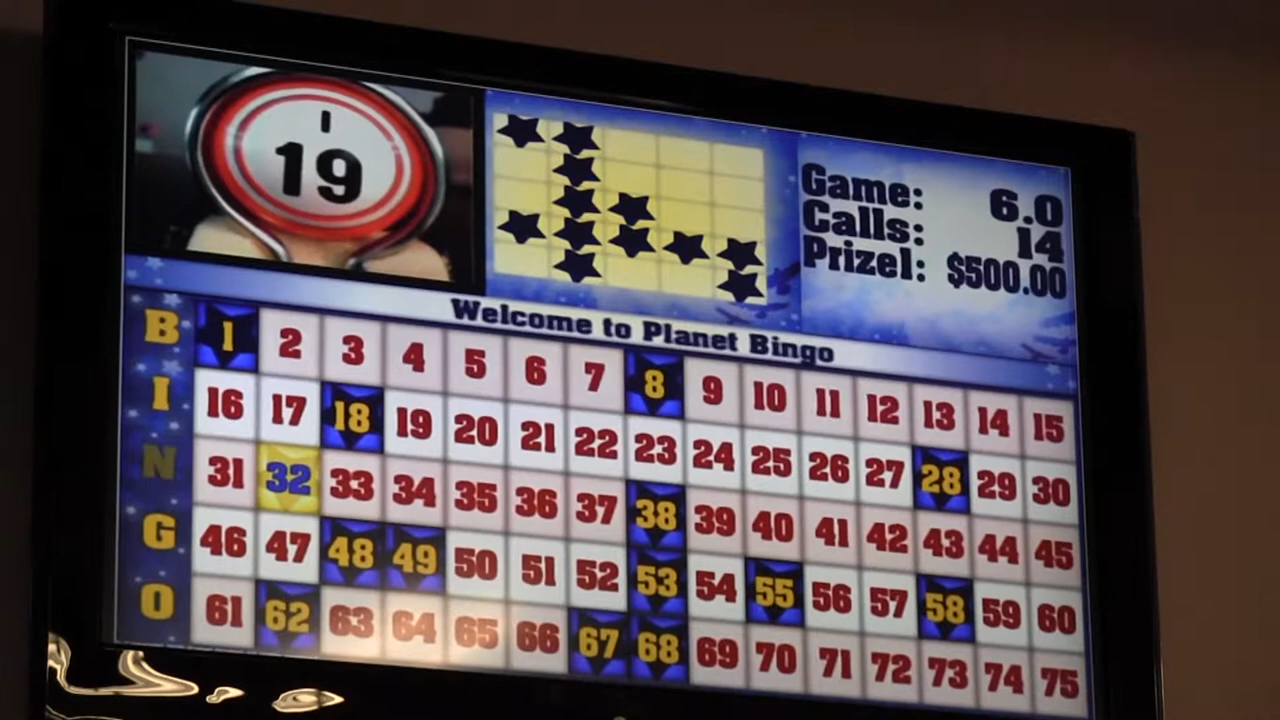 I
19
Game: 6.0
Calls: 14
Prize1: $500.00
Welcome to Planet Bingo
B 1 2 3 4 5 6 7 8 9 10 11 12 13 14 15
I 16 17 18 19 20 21 22 23 24 25 26 27 28 29 30
N 31 32 33 34 35 36 37 38 39 40 41 42 43 44 45
G 46 47 48 49 50 51 52 53 54 55 56 57 58 59 60
O 61 62 63 64 65 66 67 68 69 70 71 72 73 74 75